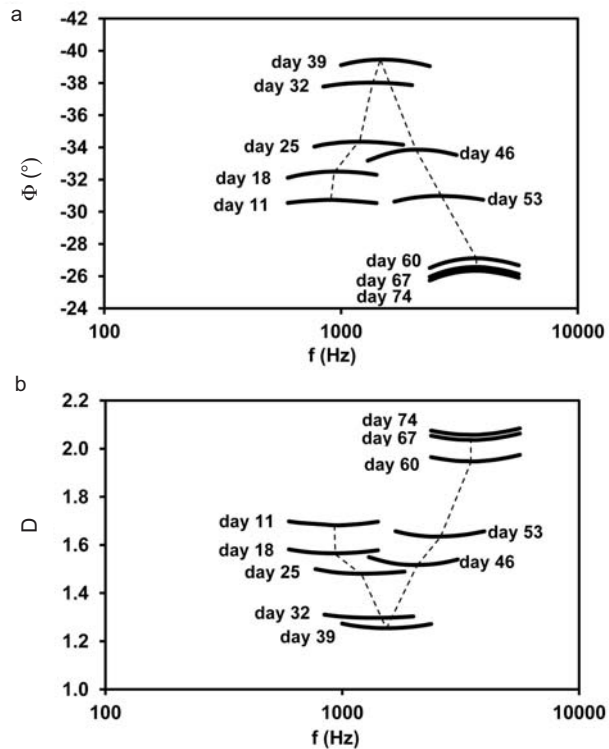 a
-42
-40
day 39
-38
day 32
-36
-34
day 25
day 46
Φ (°)
-32
day 18
-30
day 11
day 53
-28
day 60
-26
day 67
day 74
-24
100
1000
10000
f (Hz)
b
2.2
day 74
day 67
2.0
day 60
1.8
day 11
day 53
D
1.6
day 18
day 46
day 25
1.4
day 32
1.2
day 39
1.0
100
1000
10000
f (Hz)